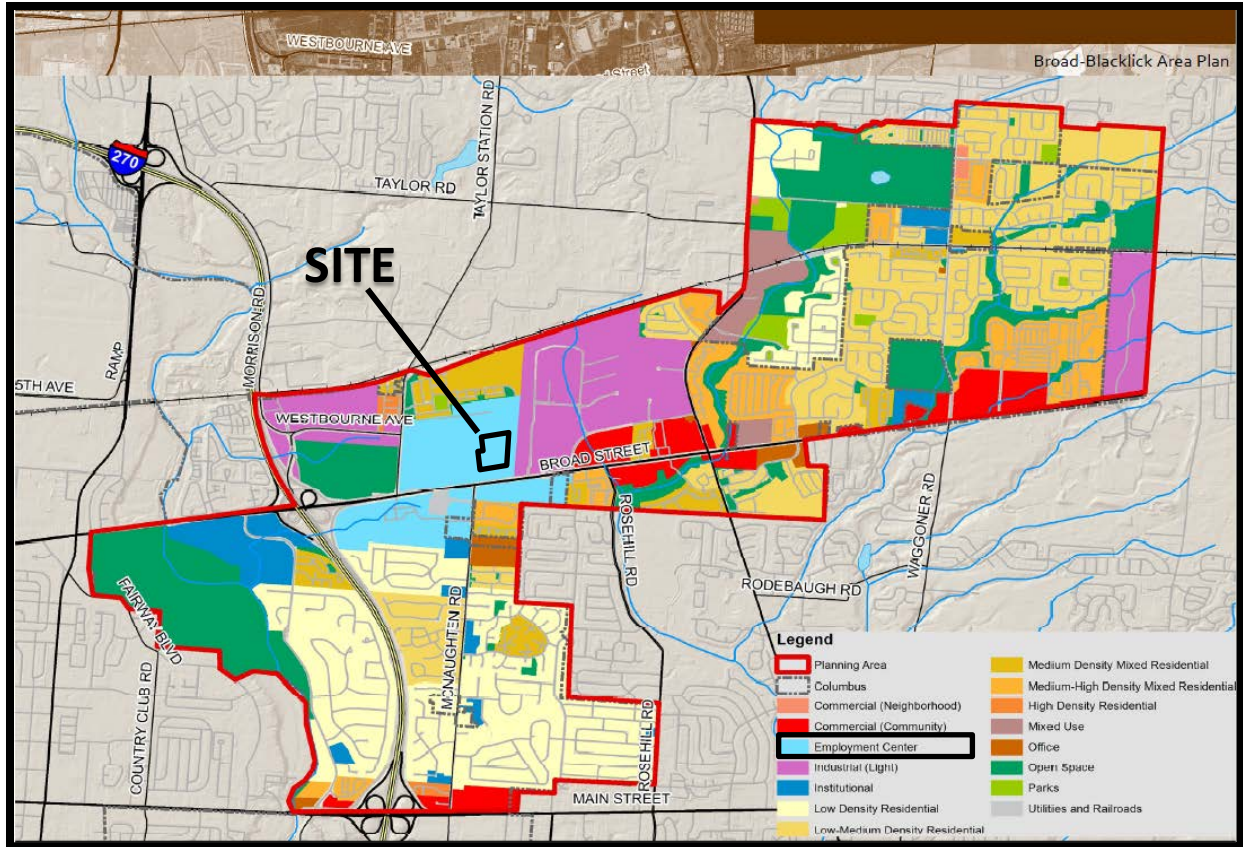 WESTBOURNE AVE
Street
Broad-Blacklick Area Plan
270
TAYLOR STATION RD
TAYLOR RD
SITE
MORRISON RD
RAMP
5TH AVE
WESTBOURNE AVE
BROAD STREET
ROSEHILL RD
WAGGONER RD
RODEBAUGH RD
FAIRWAY BLVD
MCNAUGHTEN RD
COUNTRY CLUB RD
ROSEHILL RD
MAIN STREET
Legend
Planning Area
Columbus
Commercial (Neighborhood)
Commercial (Community)
Employment Center
Industrial (Light)
Institutional
Low Density Residential
Low-Medium Density Residential
Medium Density Mixed Residential
Medium-High Density Mixed Residential
High Density Residential
Mixed Use
Office
Open Space
Parks
Utilities and Railroads